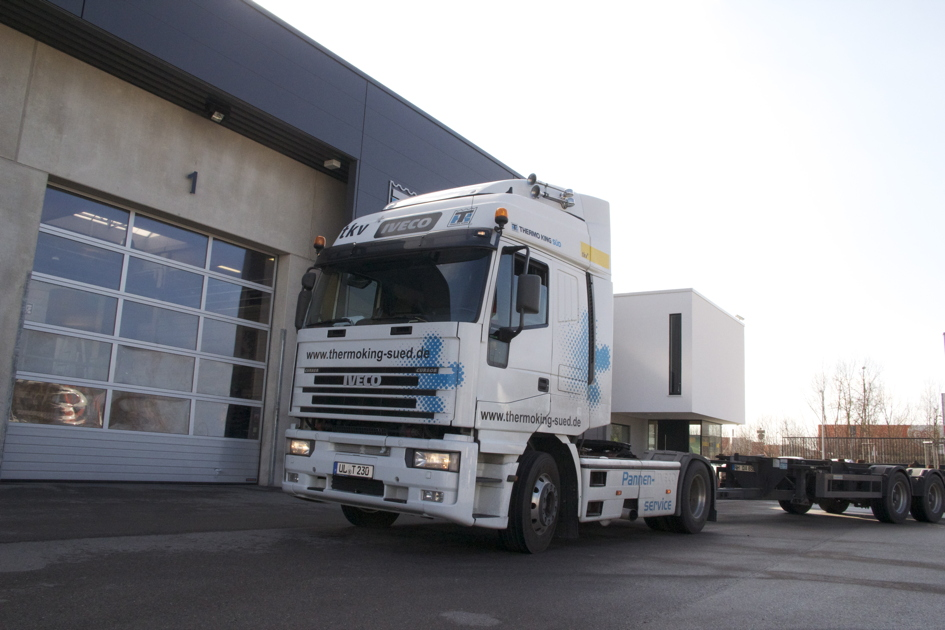 1
tkv
IVECO
THERMO KING SÜD
www.thermoking-sued.de
IVECO
www.thermoking-sued.de
UL T 230
Pannen-
service